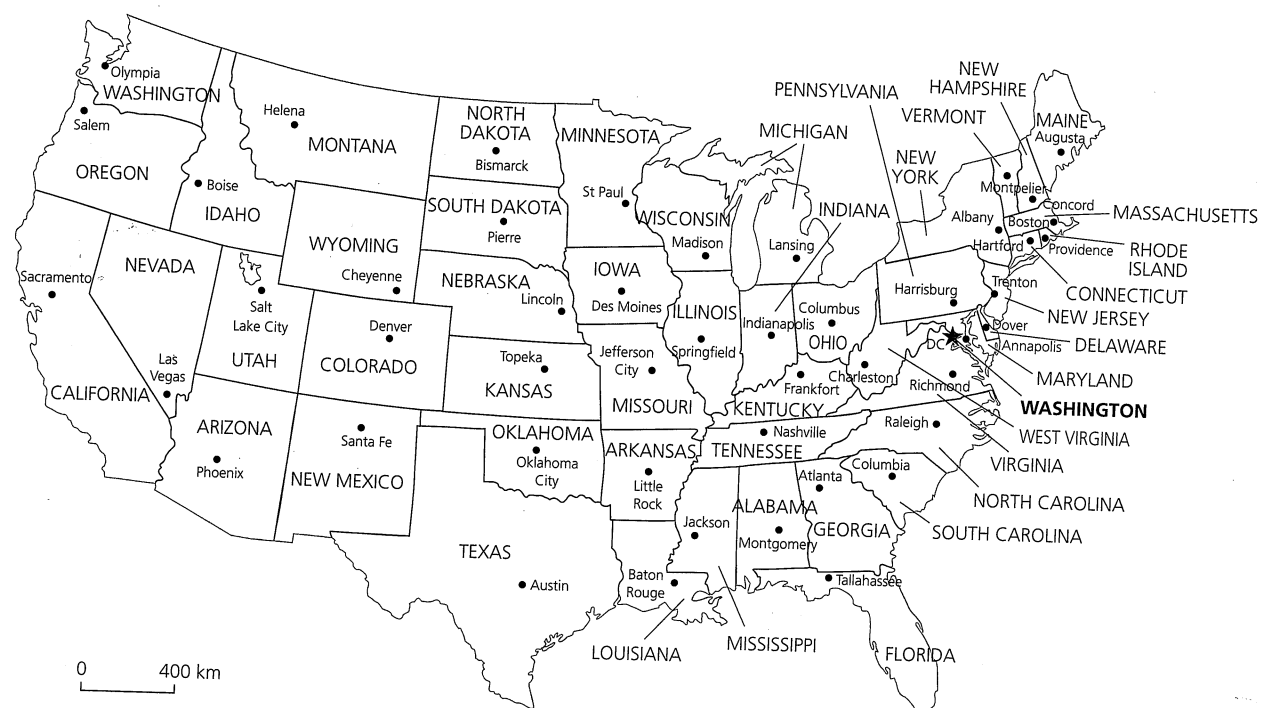 Olympia
WASHINGTON
Salem
OREGON
Helena
MONTANA
Boise
IDAHO
NORTH
DAKOTA
Bismarck
MINNESOTA
St Paul
SOUTH DAKOTA
Pierre
WYOMING
Cheyenne
NEBRASKA
Lincoln
IOWA
Des Moines
WISCONSIN
Madison
MICHIGAN
Lansing
PENNSYLVANIA
NEW
HAMPSHIRE
VERMONT
NEW
YORK
MAINE
Augusta
Montpelier
Concord
Albany
Boston
MASSACHUSETTS
Hartford
Providence
RHODE
ISLAND
CONNECTICUT
INDIANA
Sacramento
NEVADA
Las
Vegas
CALIFORNIA
Salt
Lake City
UTAH
Denver
COLORADO
Topeka
KANSAS
Jefferson
City
MISSOURI
ILLINOIS
Springfield
Indianapolis
Columbus
OHIO
Harrisburg
Trenton
NEW JERSEY
Dover
DELAWARE
DC
Annapolis
MARYLAND
WASHINGTON
Charleston
Richmond
WEST VIRGINIA
VIRGINIA
Frankfort
KENTUCKY
ARIZONA
Phoenix
Santa Fe
NEW MEXICO
OKLAHOMA
Oklahoma
City
ARKANSAS
Little
Rock
Nashville
TENNESSEE
Raleigh
NORTH CAROLINA
Columbia
SOUTH CAROLINA
Atlanta
GEORGIA
ALABAMA
Montgomery
Jackson
MISSISSIPPI
TEXAS
Austin
Baton
Rouge
LOUISIANA
Tallahassee
FLORIDA
0 400 km